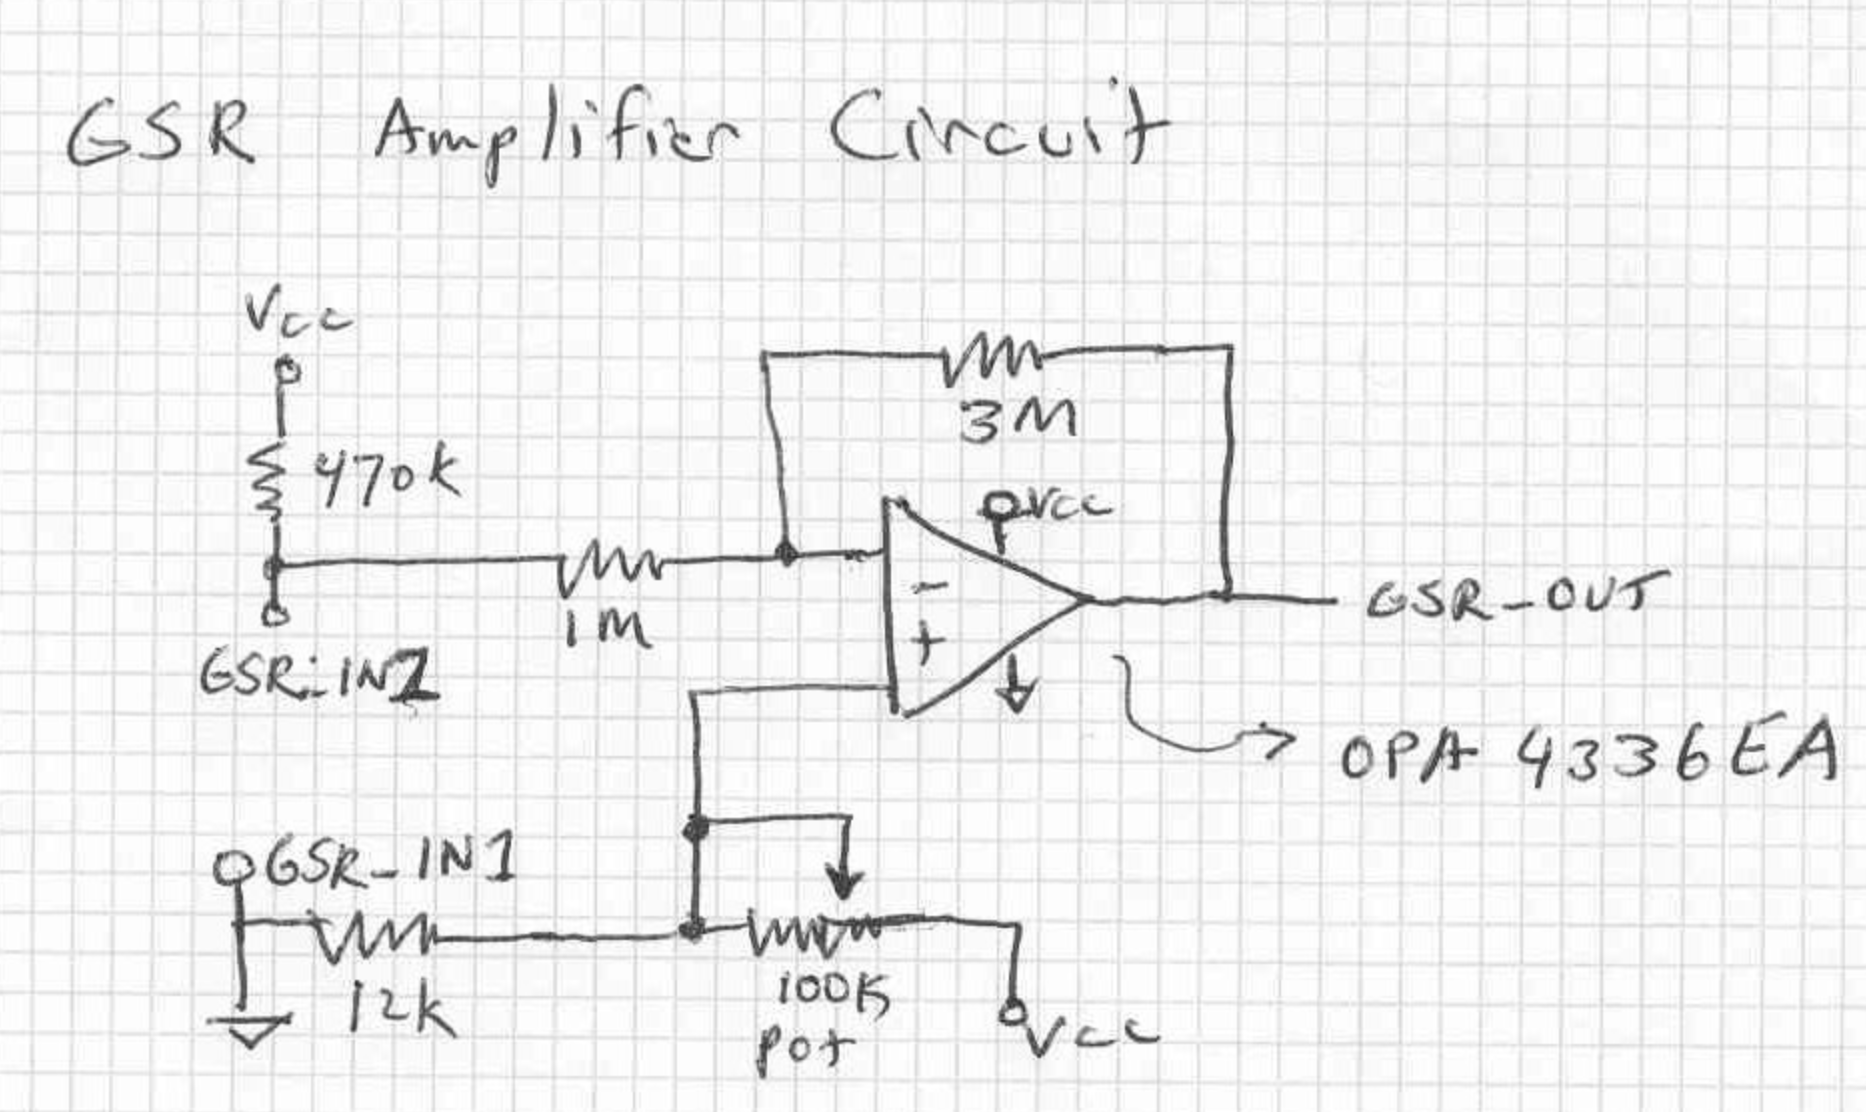 GSR Amplifier Circuit
Vcc
470k
3M
Vcc
1M
-
+
GSR-OUT
GSR-IN2
OPA 4336EA
GSR-IN1
12k
100K
pot
Vcc